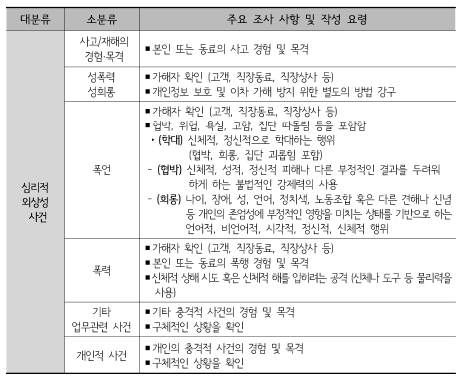 대분류 소분류 주요 조사 사항 및 작성 요령
심리적
외상성
사건
사고/재해의
경험·목격
■ 본인 또는 동료의 사고 경험 및 목격
성폭력
성희롱
■ 가해자 확인 (고객, 직장동료, 직장상사 등)
■ 개인정보 보호 및 이차 가해 방지 위한 별도의 방법 강구
폭언
■ 가해자 확인 (고객, 직장동료, 직장상사 등)
■ 협박, 위협, 욕설, 고함, 집단 따돌림 등을 포함함
‣ (학대) 신체적, 정신적으로 학대하는 행위
(협박, 희롱, 집단 괴롭힘 포함)
- (협박) 신체적, 성적, 정신적 피해나 다른 부정적인 결과를 두려워
하게 하는 불법적인 강제력의 사용
- (희롱) 나이, 장애, 성, 언어, 정치색, 노동조합 혹은 다른 견해나 신념
등 개인의 존엄성에 부정적인 영향을 미치는 상태를 기반으로 하는
언어적, 비언어적, 시각적, 정신적, 신체적 행위
폭력
■ 가해자 확인 (고객, 직장동료, 직장상사 등)
■ 본인 또는 동료의 폭행 경험 및 목격
■ 신체적 상해 시도 혹은 신체적 해를 입히려는 공격 (신체나 도구 등 물리력을
사용)
기타
업무관련 사건
■ 기타 충격적 사건의 경험 및 목격
■ 구체적인 상황을 확인
개인적 사건
■ 개인의 충격적 사건의 경험 및 목격
■ 구체적인 상황을 확인